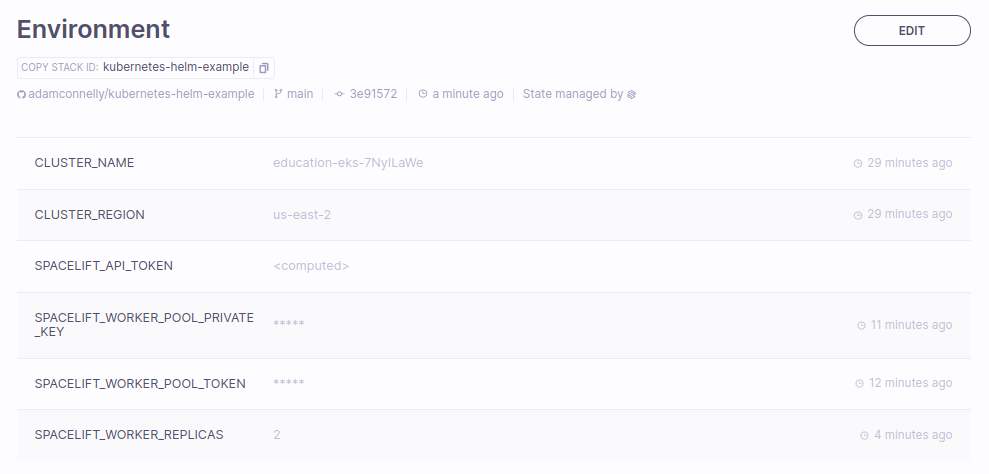 Environment
EDIT
COPY STACK ID: kubernetes-helm-example
adamconnelly/kubernetes-helm-example main 3e91572 a minute ago State managed by
CLUSTER_NAME education-eks-7NyILaWe 29 minutes ago
CLUSTER_REGION us-east-2 29 minutes ago
SPACELIFT_API_TOKEN <computed>
SPACELIFT_WORKER_POOL_PRIVATE
_KEY ***** 11 minutes ago
SPACELIFT_WORKER_POOL_TOKEN ***** 12 minutes ago
SPACELIFT_WORKER_REPLICAS 2 4 minutes ago